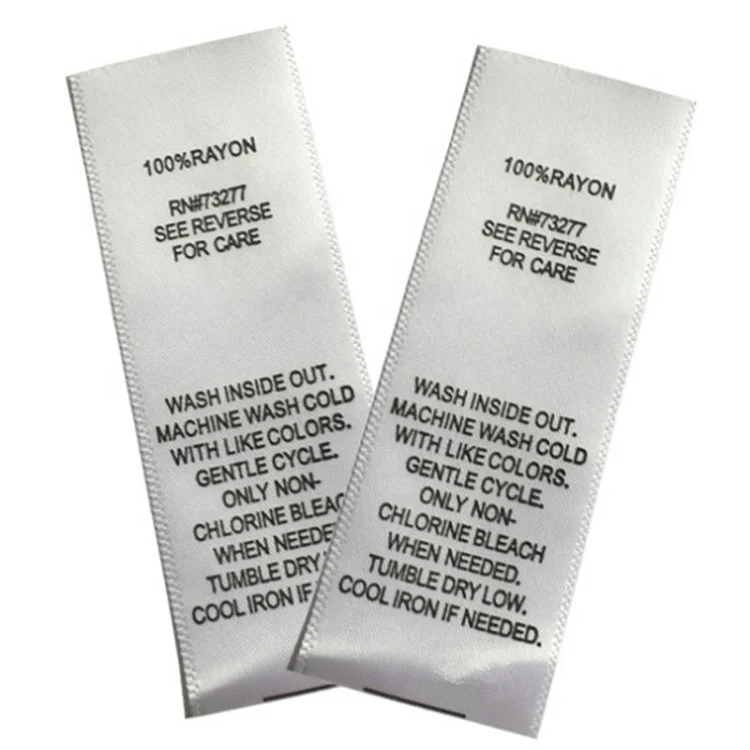 100%RAYON
RN#73277
SEE REVERSE
FOR CARE
WASH INSIDE OUT.
MACHINE WASH COLD
WITH LIKE COLORS.
GENTLE CYCLE.
ONLY NON-
CHLORINE BLEAC
WHEN NEEDE
TUMBLE DRY LOW
COOL IRON IF
100%RAYON
RN#73277
SEE REVERSE
FOR CARE
WASH INSIDE OUT.
MACHINE WASH COLD
WITH LIKE COLORS.
GENTLE CYCLE.
ONLY NON-
CHLORINE BLEACH
WHEN NEEDED.
TUMBLE DRY LOW.
COOL IRON IF NEEDED.